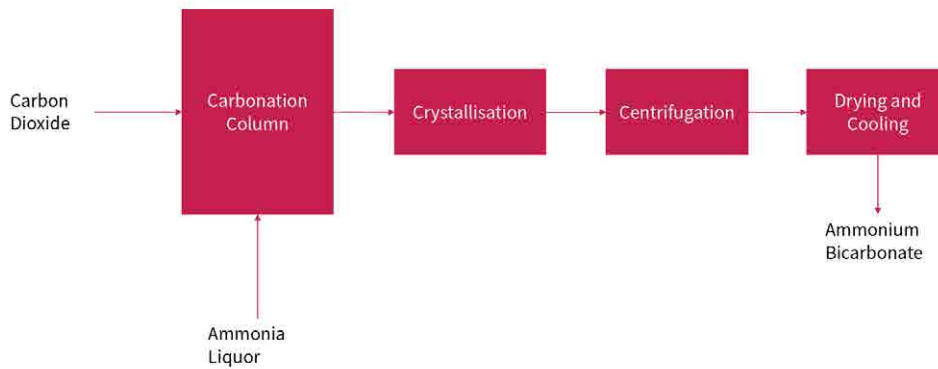 Carbon
Dioxide
Carbonation
Column
Crystallisation
Centrifugation
Drying and
Cooling
Ammonium
Bicarbonate
Ammonia
Liquor